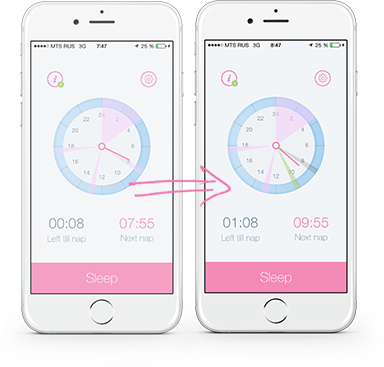 MTS RUS 3G 7:47 25 %
i
24
22 2
20 4
18 6
16 8
14 10
12
00:08 07:55
Left till nap Next nap
Sleep
MTS RUS 3G 8:47 25 %
i
24
22 2
20 4
18 6
16 8
14 10
12
01:08 09:55
Left till nap Next nap
Sleep